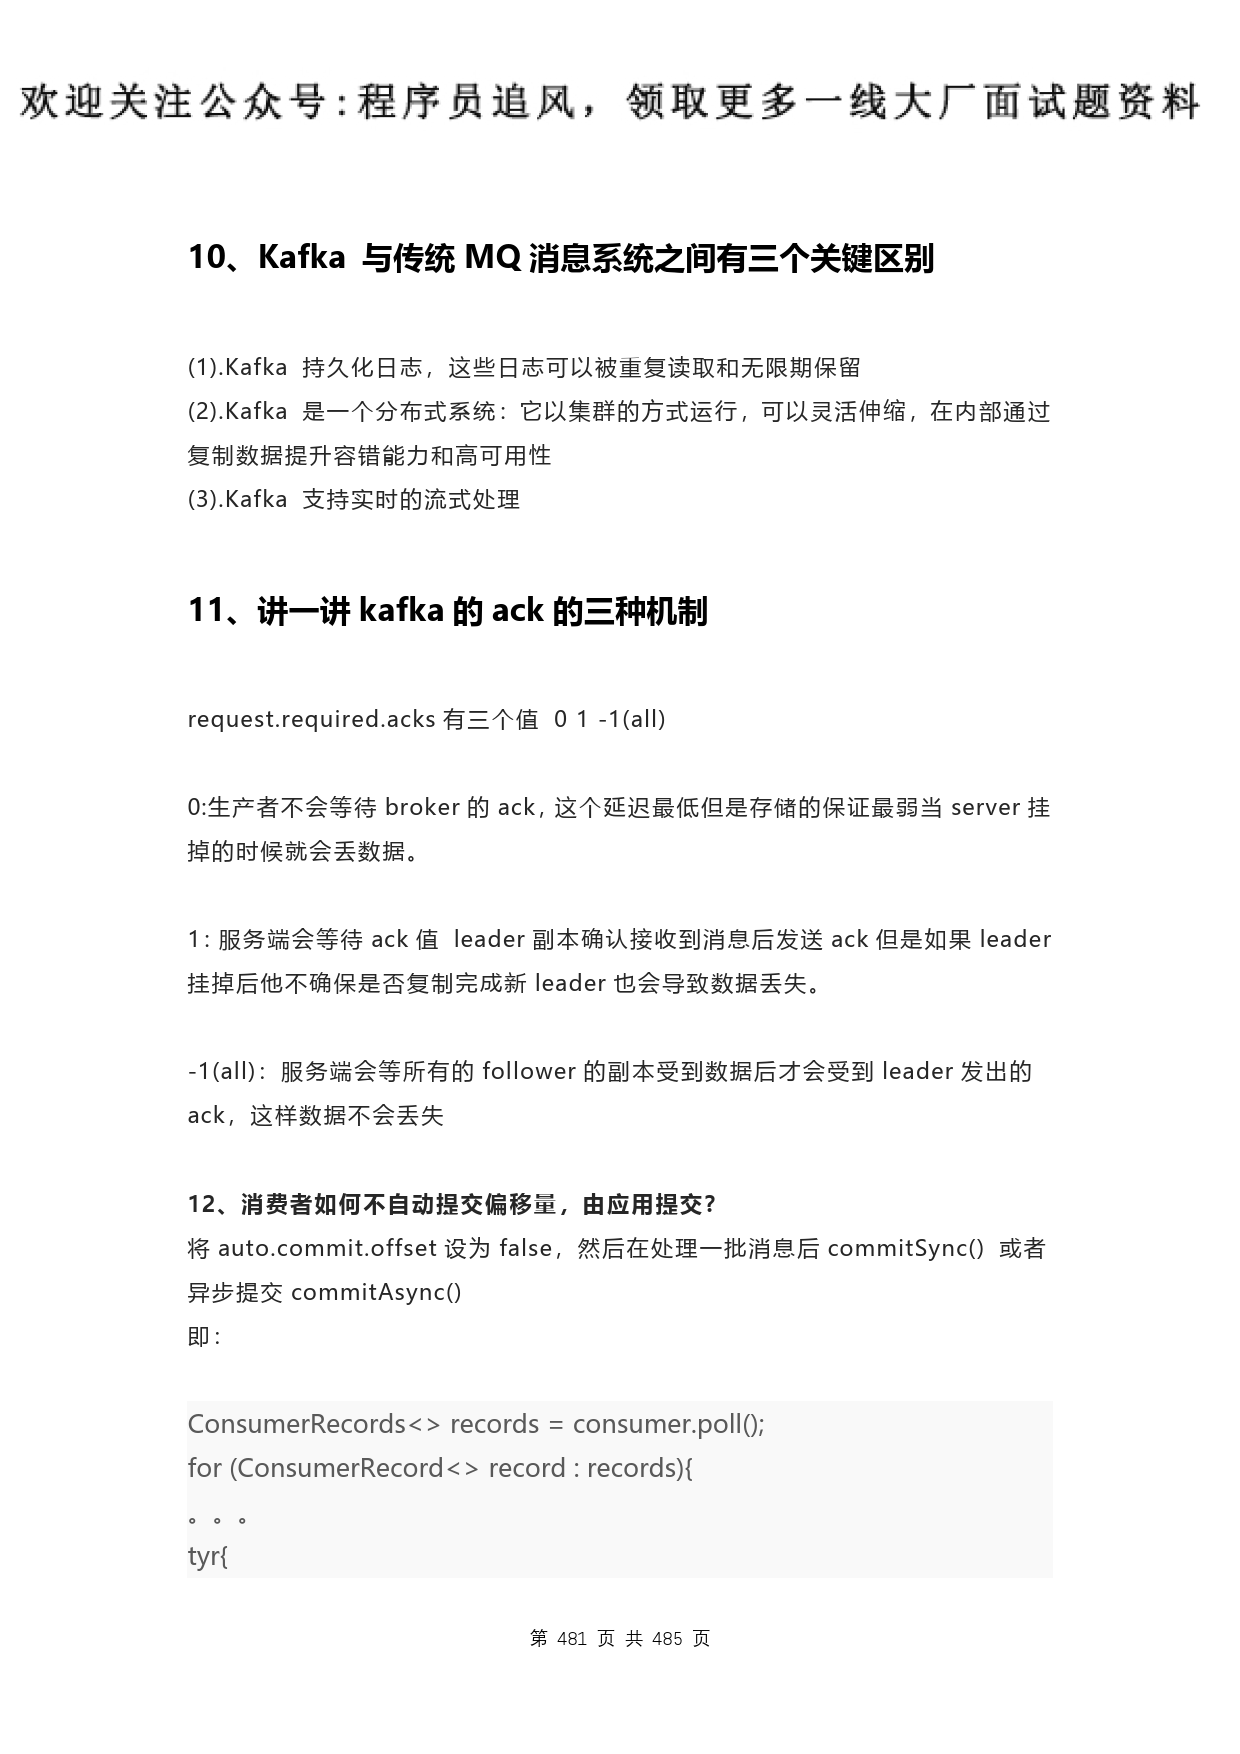 欢迎关注公众号:程序员追风，领取更多一线大厂面试题资料
10、Kafka 与传统 MQ 消息系统之间有三个关键区别
(1).Kafka 持久化日志，这些日志可以被重复读取和无限期保留
(2).Kafka 是一个分布式系统：它以集群的方式运行，可以灵活伸缩，在内部通过
复制数据提升容错能力和高可用性
(3).Kafka 支持实时的流式处理
11、讲一讲 kafka 的 ack 的三种机制
request.required.acks 有三个值 0 1 -1(all)
0:生产者不会等待 broker 的 ack，这个延迟最低但是存储的保证最弱当 server 挂
掉的时候就会丢数据。
1：服务端会等待 ack 值 leader 副本确认接收到消息后发送 ack 但是如果 leader
挂掉后他不确保是否复制完成新 leader 也会导致数据丢失。
-1(all)：服务端会等所有的 follower 的副本受到数据后才会受到 leader 发出的
ack，这样数据不会丢失
12、消费者如何不自动提交偏移量，由应用提交？
将 auto.commit.offset 设为 false，然后在处理一批消息后 commitSync() 或者
异步提交 commitAsync()
即：
ConsumerRecords<> records = consumer.poll();
for (ConsumerRecord<> record : records){
。。。
tyr{
第 481 页 共 485 页